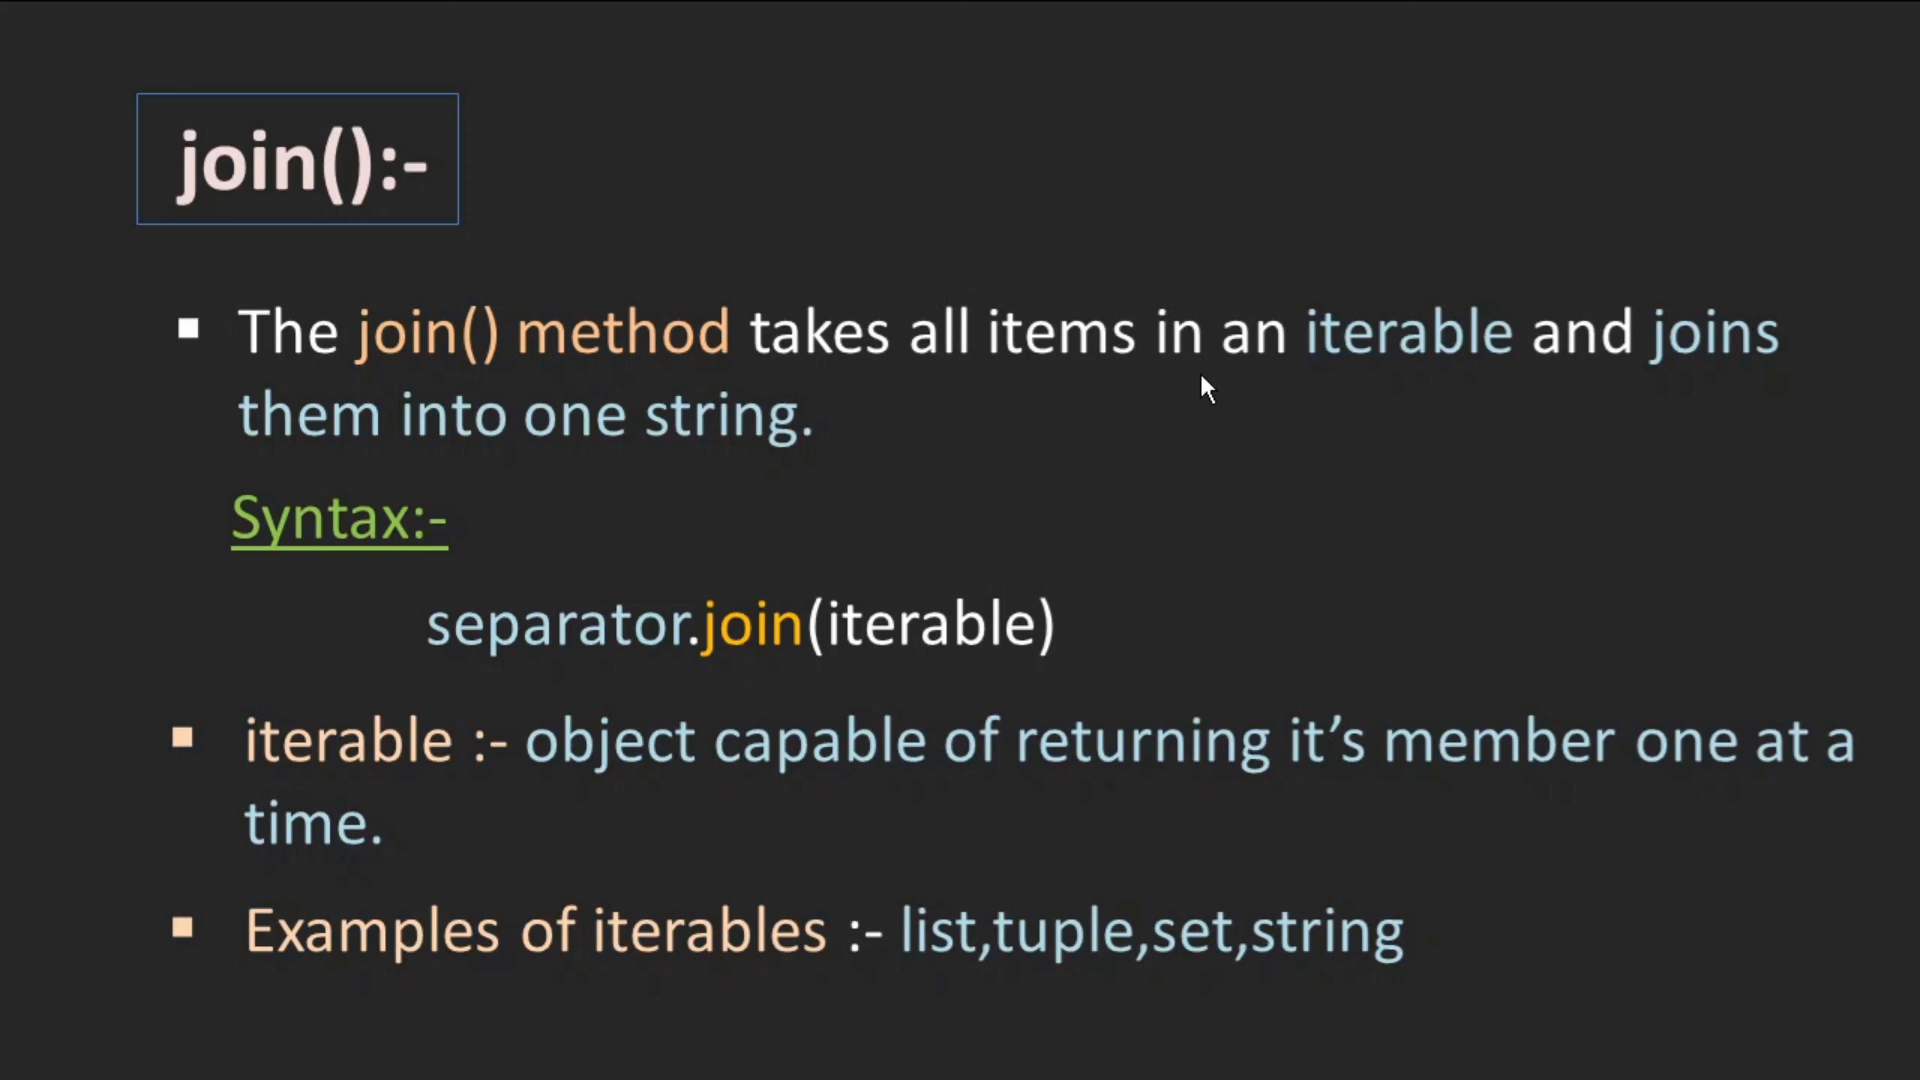 join():-
▪ The join() method takes all items in an iterable and joins
them into one string.
Syntax:-
separator.join(iterable)
▪ iterable :- object capable of returning it’s member one at a
time.
▪ Examples of iterables :- list,tuple,set,string